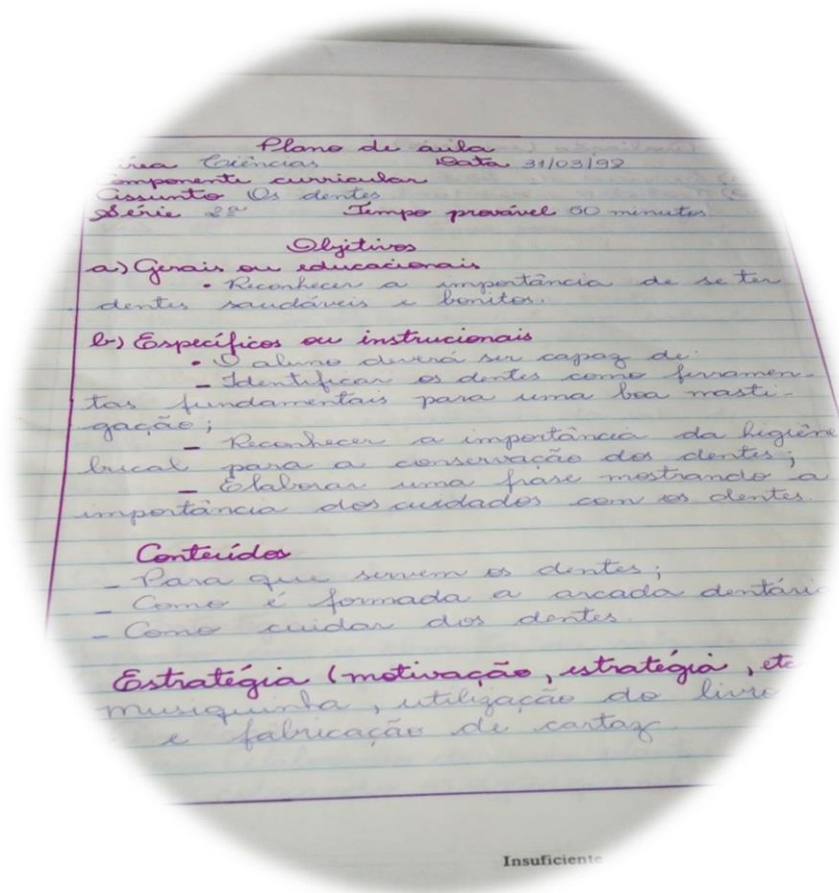 Plano de aula
Área Ciências Data 31/03/92
Componente curricular
Assunto Os dentes
Série 2ª Tempo provável 50 minutos
Objetivos
a) Gerais ou educacionais
• Reconhecer a importância de se ter
dentes saudáveis e bonitos.
b) Específicos ou instrucionais
• O aluno deverá ser capaz de:
- Identificar os dentes como ferramen-
tas fundamentais para uma boa masti-
gação;
- Reconhecer a importância da higiene
bucal para a conservação dos dentes;
- Elaborar uma frase mostrando a
importância dos cuidados com os dentes.
Conteúdos
- Para que servem os dentes;
- Como é formada a arcada dentári
- Como cuidar dos dentes.
Estratégia (motivação, estratégia, etc
musiquinha, utilização do livro
e fabricação de cartaz
Insuficiente